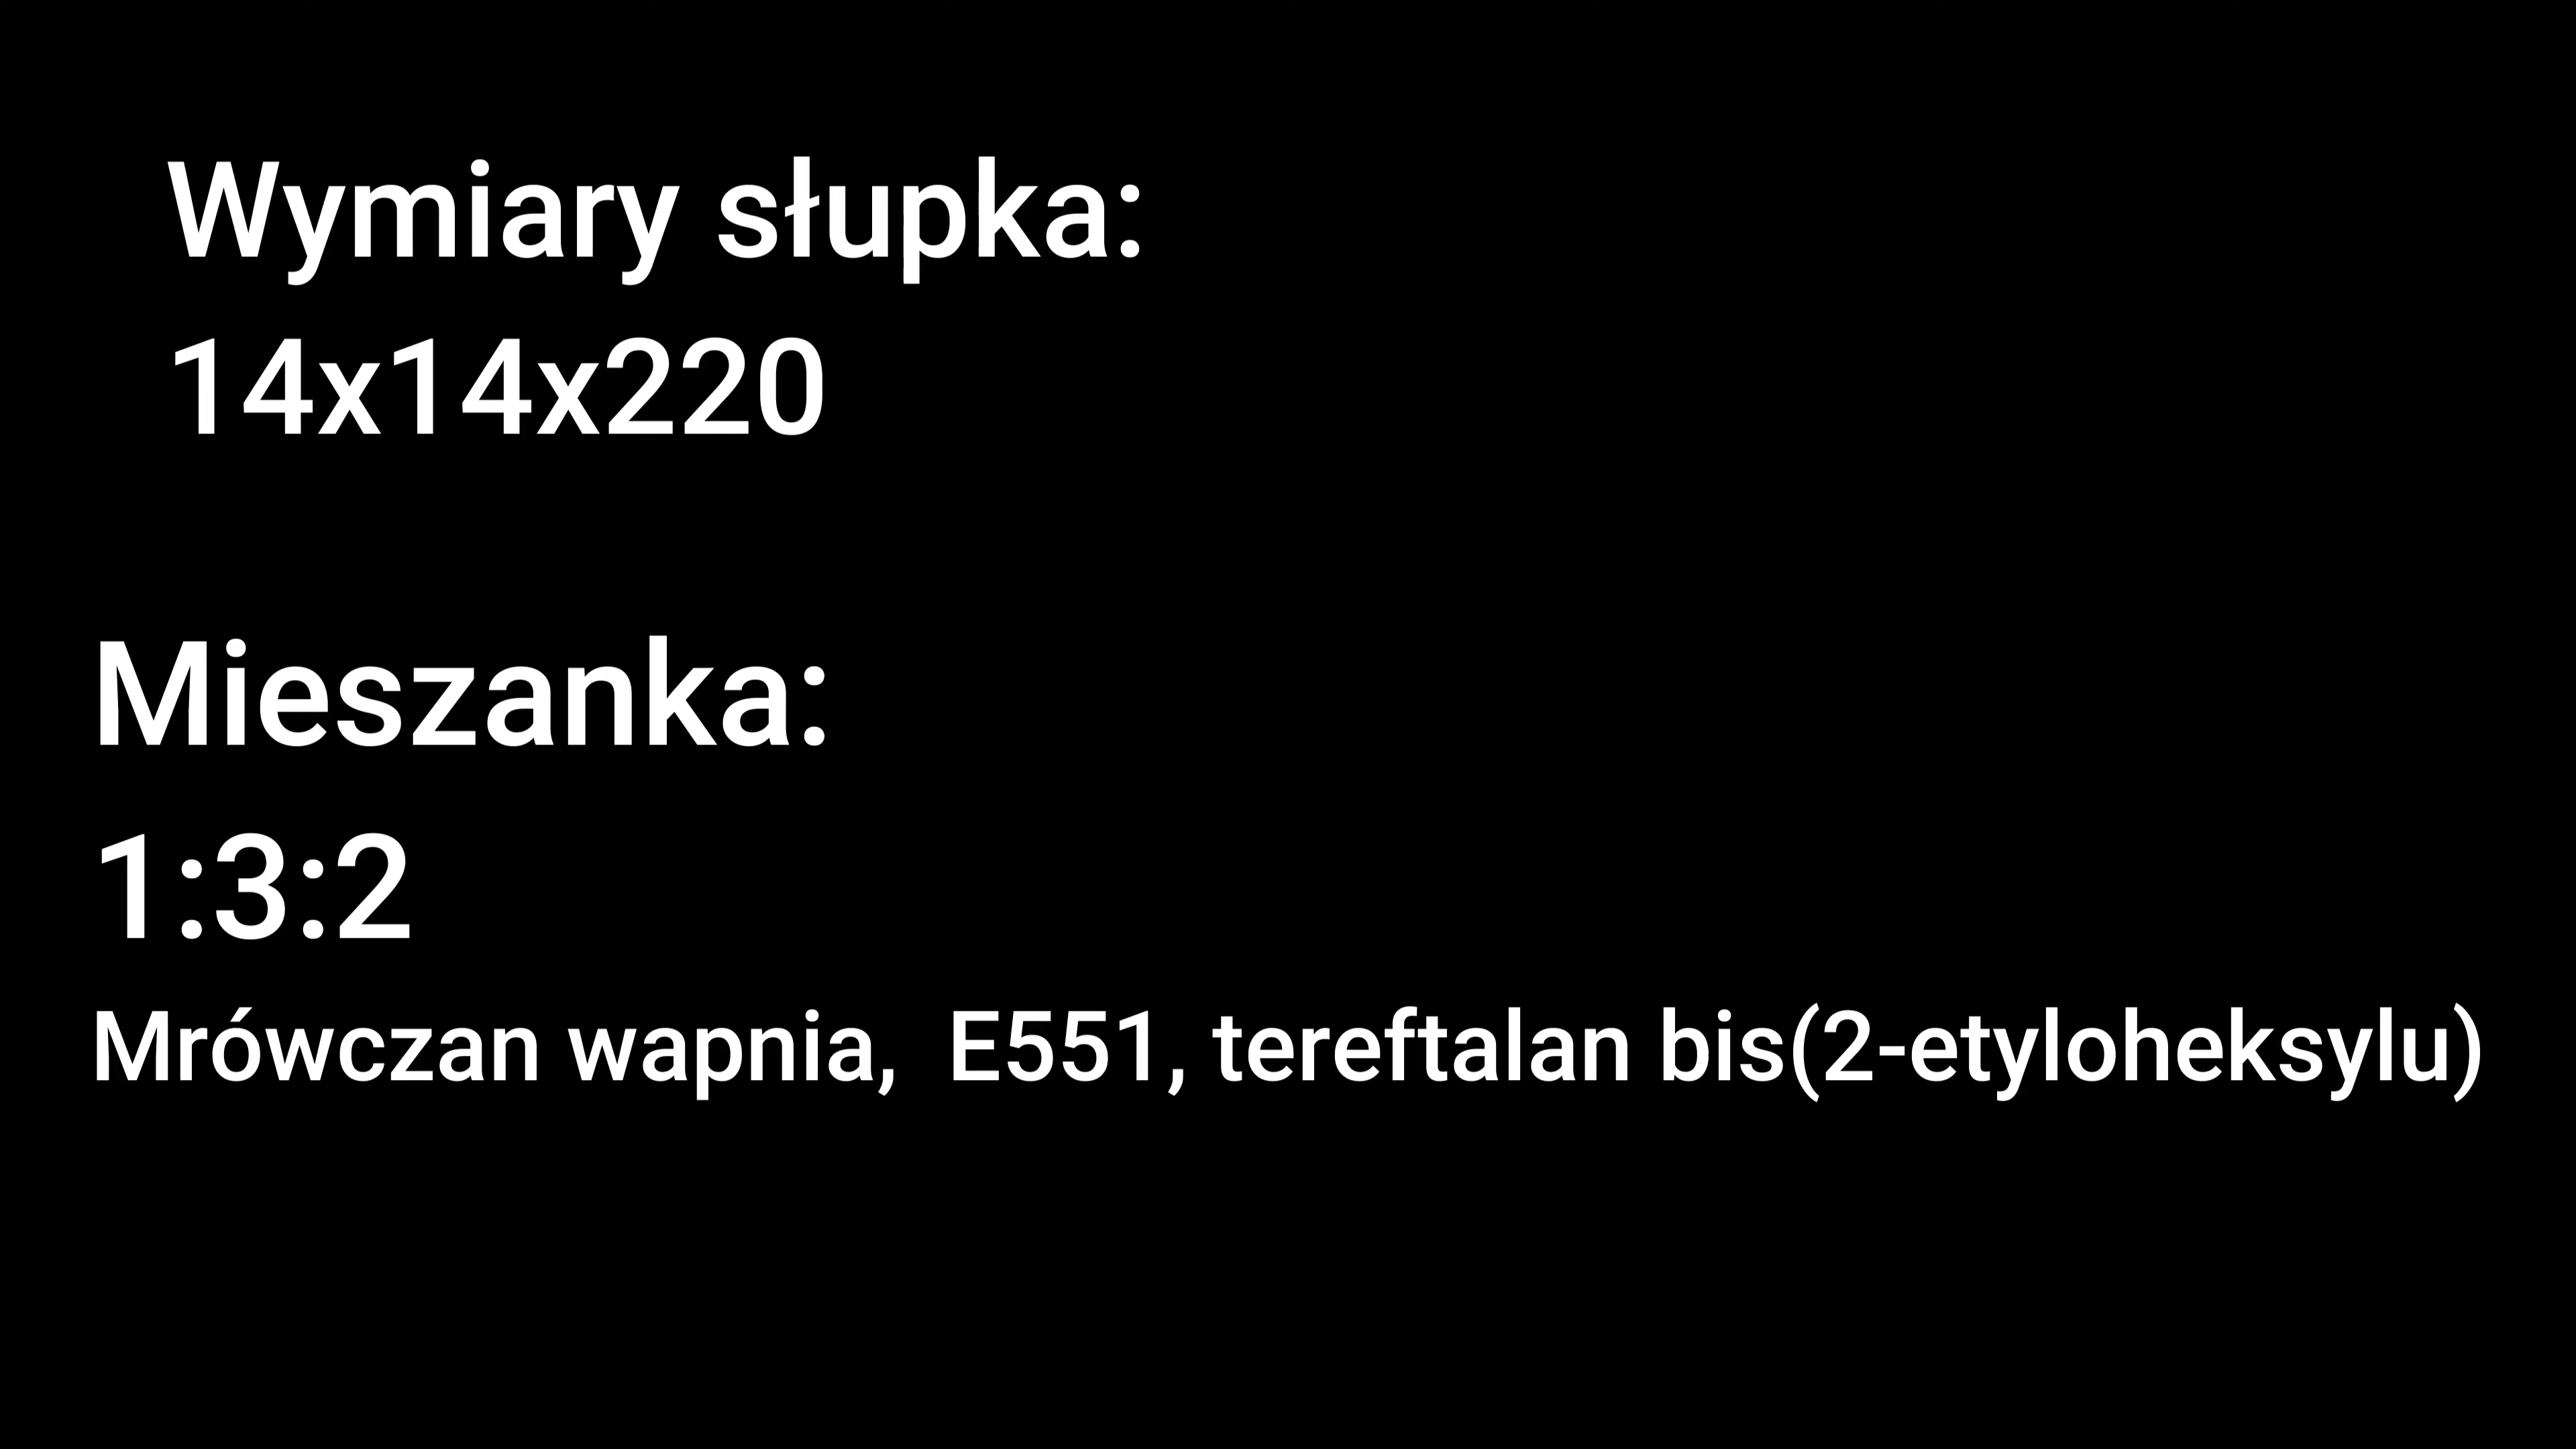 Wymiary słupka:
14x14x220
Mieszanka:
1:3:2
Mrówczan wapnia,  E551, tereftalan bis(2-etyloheksylu)